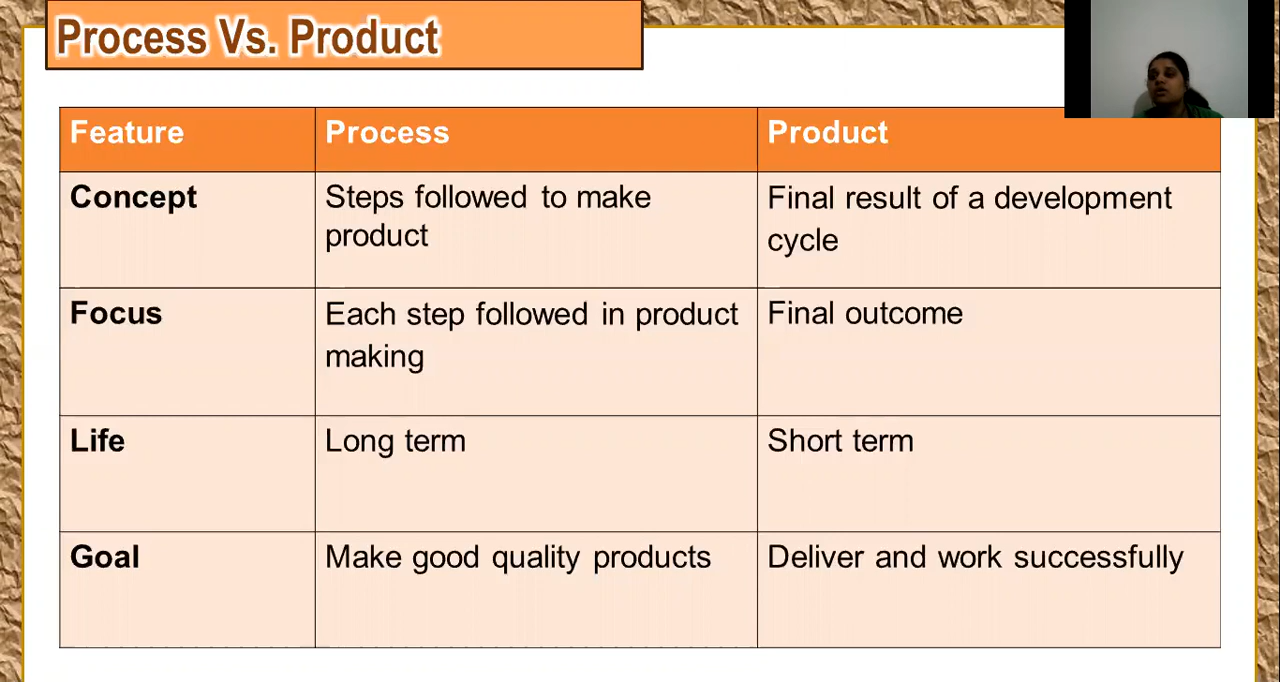 Process Vs. Product
Feature Process Product
Concept Steps followed to make Final result of a development
product cycle
Focus Each step followed in product Final outcome
making
Life Long term Short term
Goal Make good quality products Deliver and work successfully